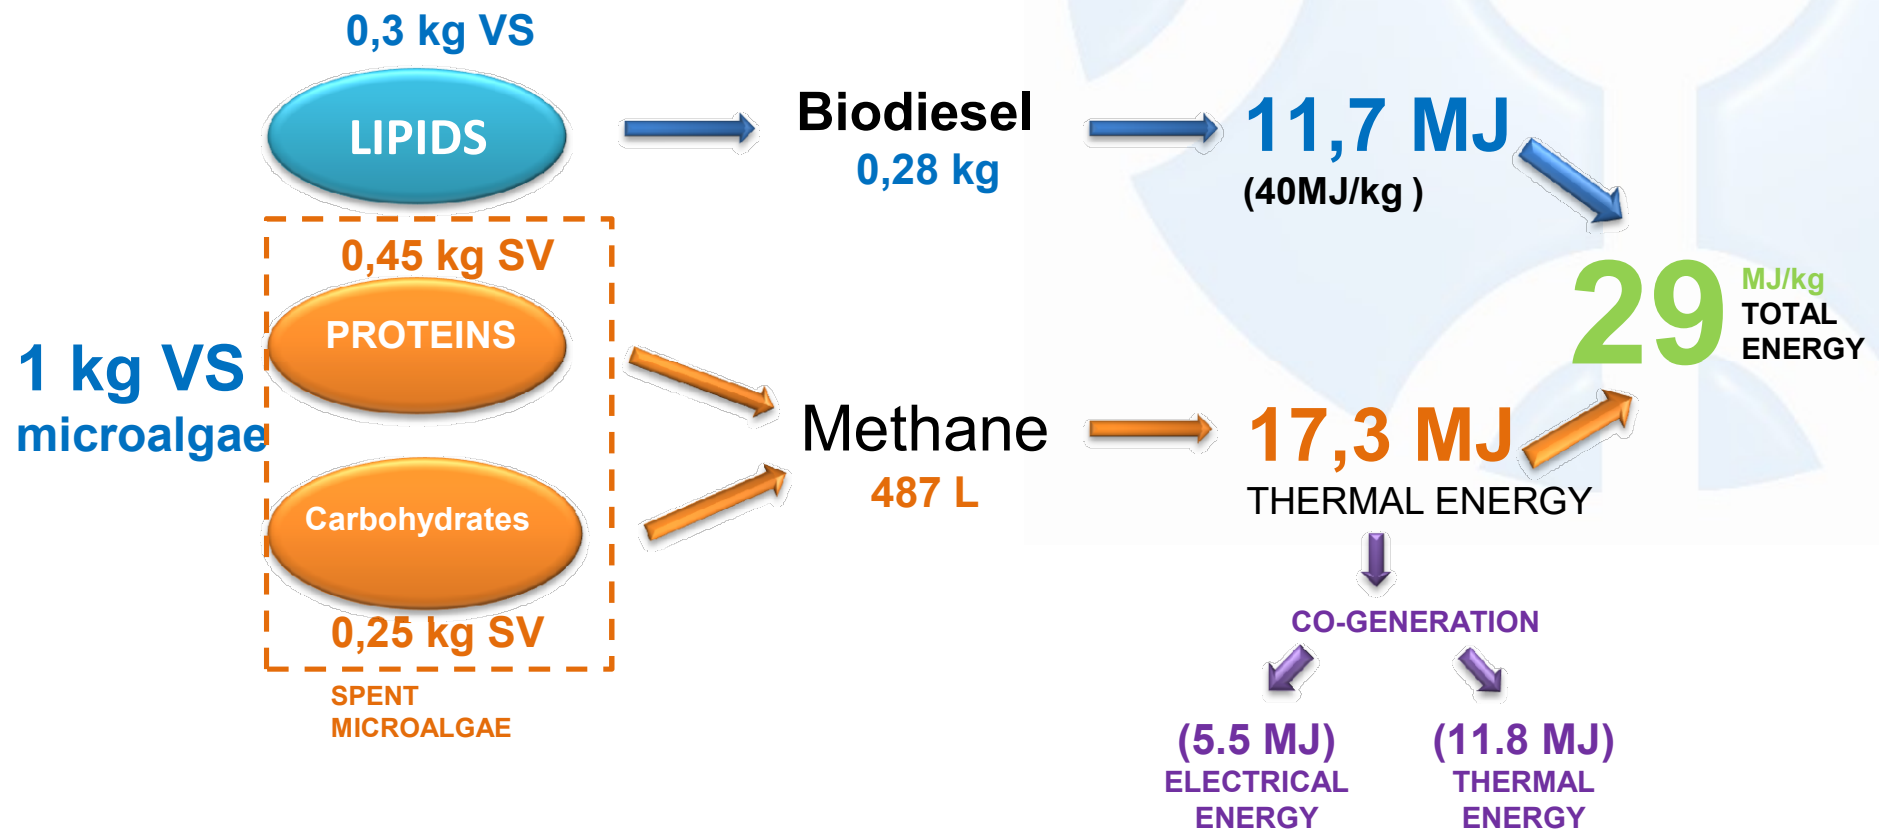 0,3 kg VS
LIPIDS
Biodiesel
0,28 kg
11,7 MJ
(40MJ/kg )
0,45 kg SV
PROTEINS
1 kg VS
microalgae
Methane
487 L
17,3 MJ
THERMAL ENERGY
29
MJ/kg
TOTAL
ENERGY
Carbohydrates
0,25 kg SV
SPENT
MICROALGAE
CO-GENERATION
(5.5 MJ)
ELECTRICAL
ENERGY
(11.8 MJ)
THERMAL
ENERGY